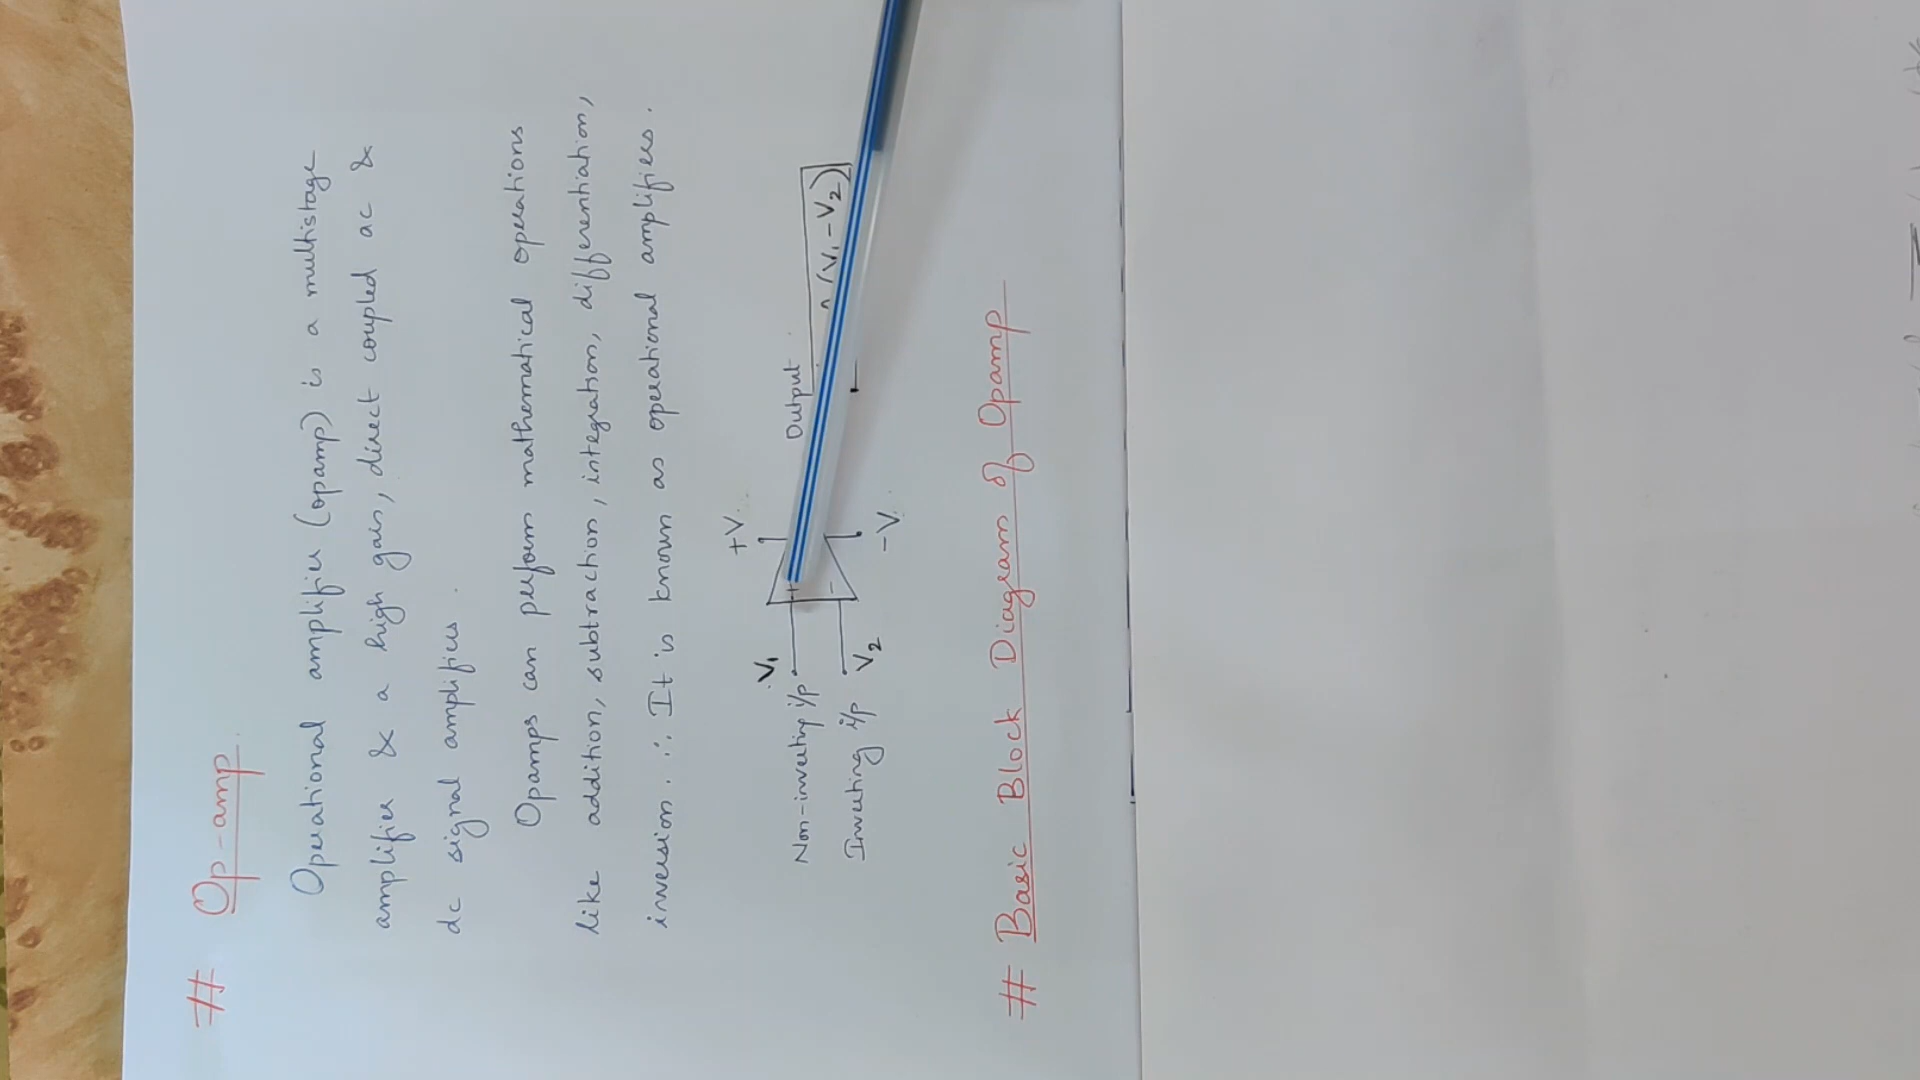 # Op-amp
Operational amplifier (opamp) is a multistage
amplifier & a high gain, direct coupled ac &
dc signal amplifiers.
Opamps can perform mathematical operations
like addition, subtraction, integration, differentiation,
inversion. ∴ It is known as operational amplifiers.
+V
V1
Output
Non-inverting i/p
+
(V1-V2)
Inverting i/p
-
V2
-V
# Basic Block Diagram of Opamp